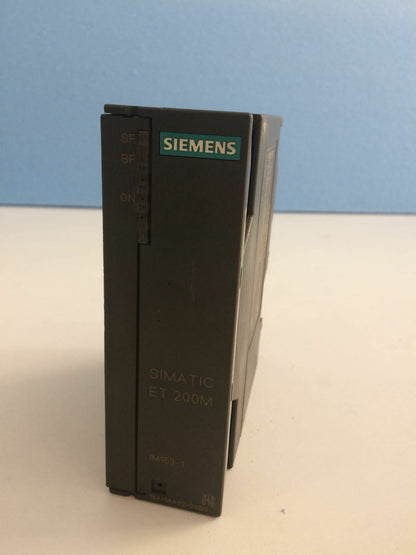 SIEMENS
SF
BF
ON
SIMATIC
ET 200M
IM153-1